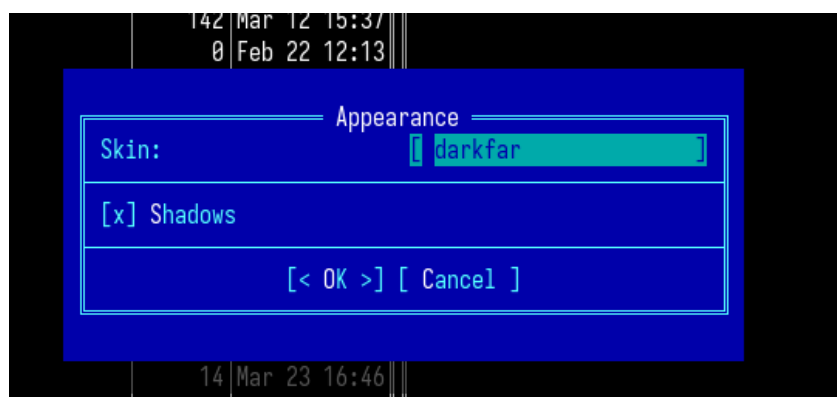 142 Mar 12 15:37
0 Feb 22 12:13
Appearance
Skin: [ darkfar ]
[x] Shadows
[< OK >] [ Cancel ]
14 Mar 23 16:46